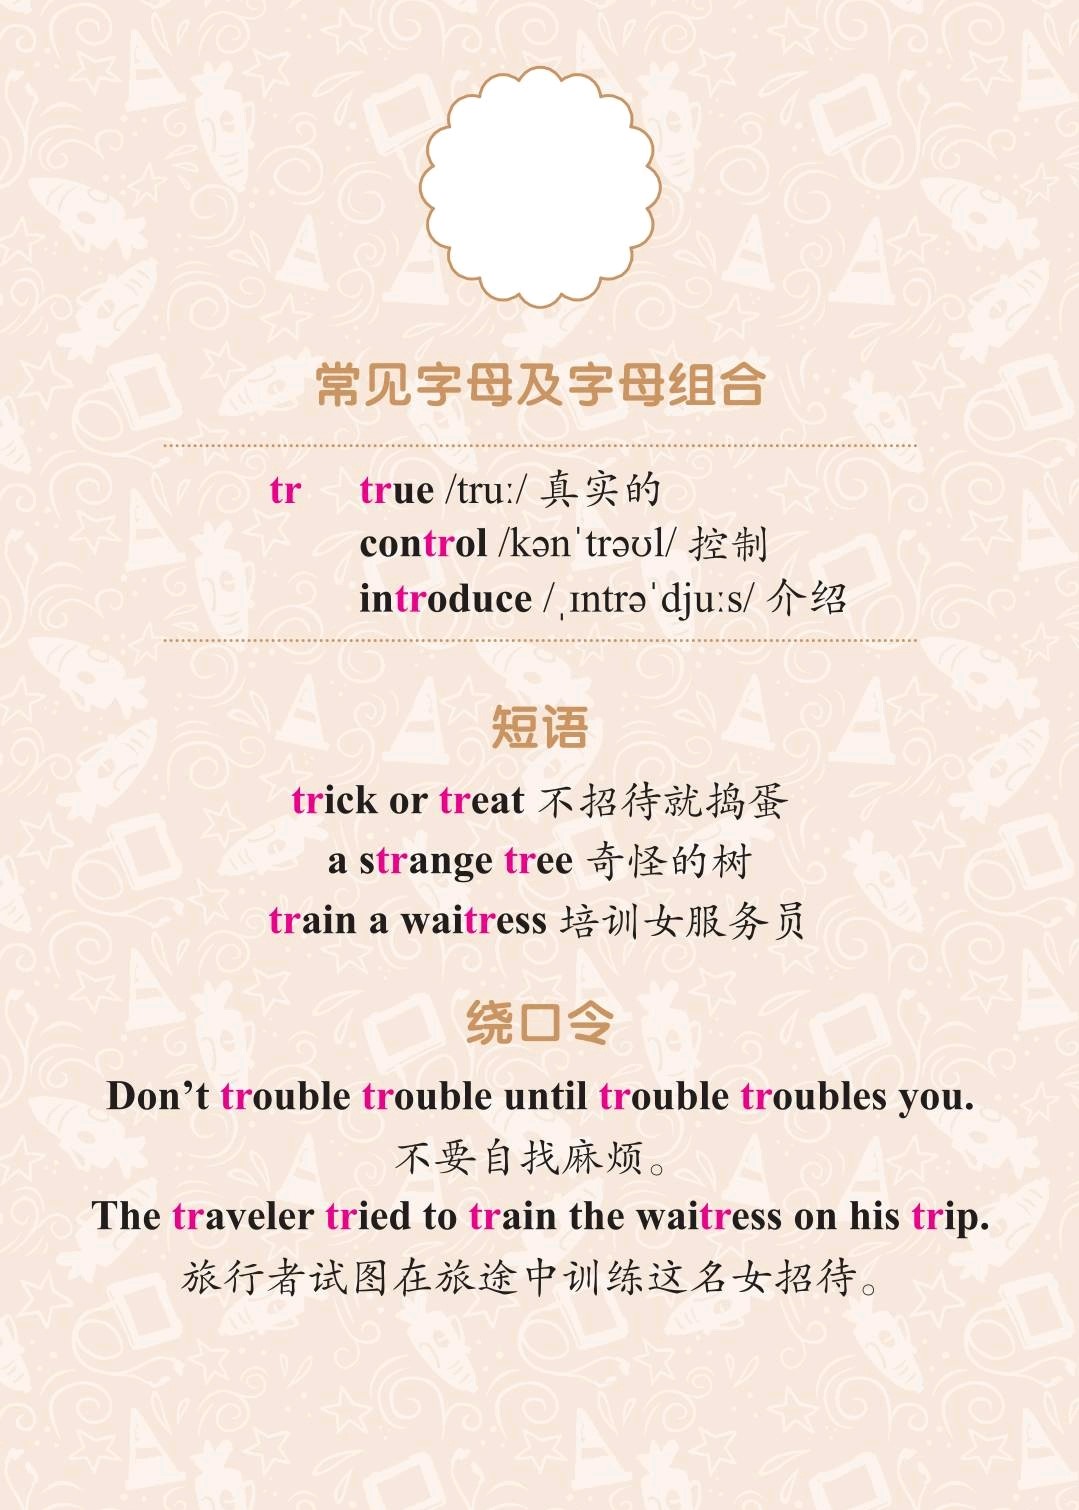 常见字母及字母组合
tr true /truː/ 真实的
control /kənˈtrəʊl/ 控制
introduce /ˌɪntrəˈdjuːs/ 介绍
短语
trick or treat 不招待就捣蛋
a strange tree 奇怪的树
train a waitress 培训女服务员
绕口令
Don’t trouble trouble until trouble troubles you.
不要自找麻烦。
The traveler tried to train the waitress on his trip.
旅行者试图在旅途中训练这名女招待。